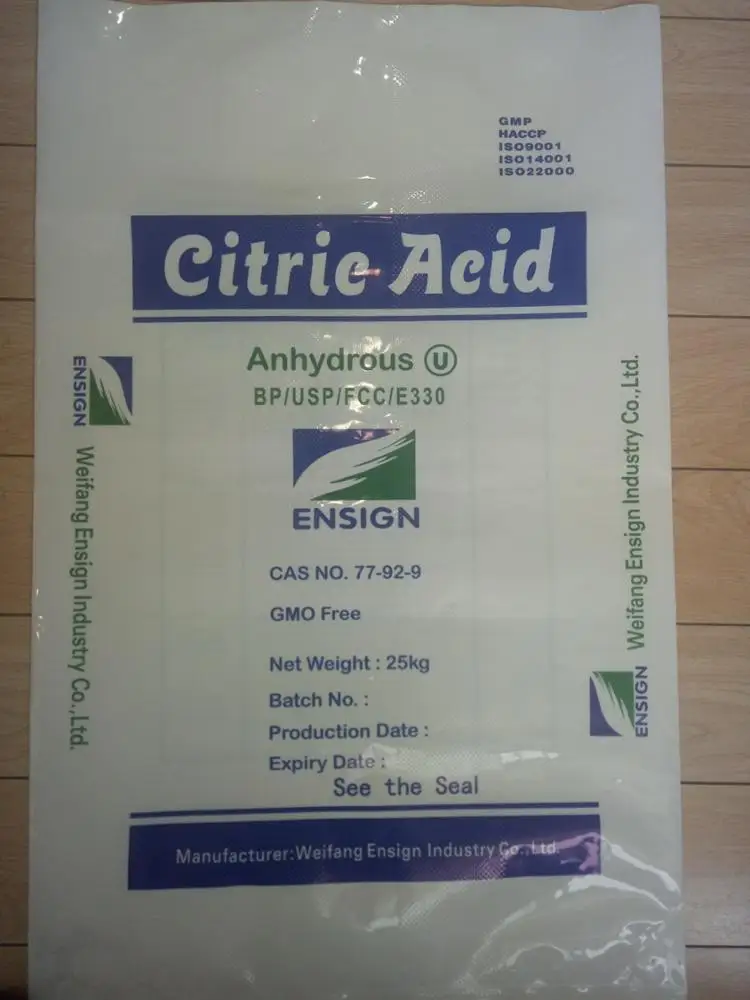 GMP
HACCP
ISO9001
ISO14001
ISO22000
Citric Acid
Anhydrous U
BP/USP/FCC/E330
ENSIGN
CAS NO. 77-92-9
GMO Free
Net Weight : 25kg
Batch No. :
Production Date :
Expiry Date :
See the Seal
Manufacturer:Weifang Ensign Industry Co.,Ltd.
ENSIGN Weifang Ensign Industry Co.,Ltd.
ENSIGN Weifang Ensign Industry Co.,Ltd.